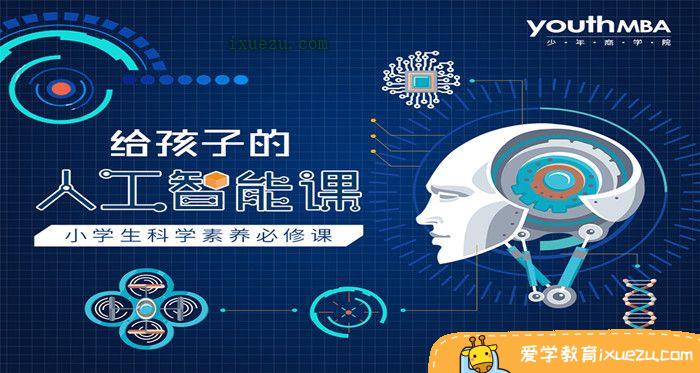 youthMBA
少年商学院
ixuezu.com
给孩子的
人工智能课
小学生科学素养必修课
爱学教育ixuezu.com